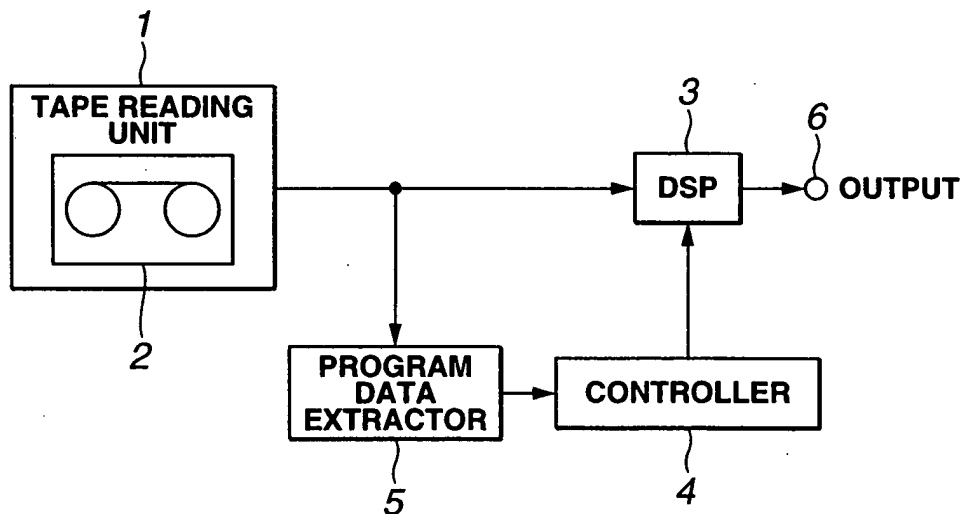 1
TAPE READING
UNIT
2
3
DSP
6
OUTPUT
PROGRAM
DATA
EXTRACTOR
5
CONTROLLER
4